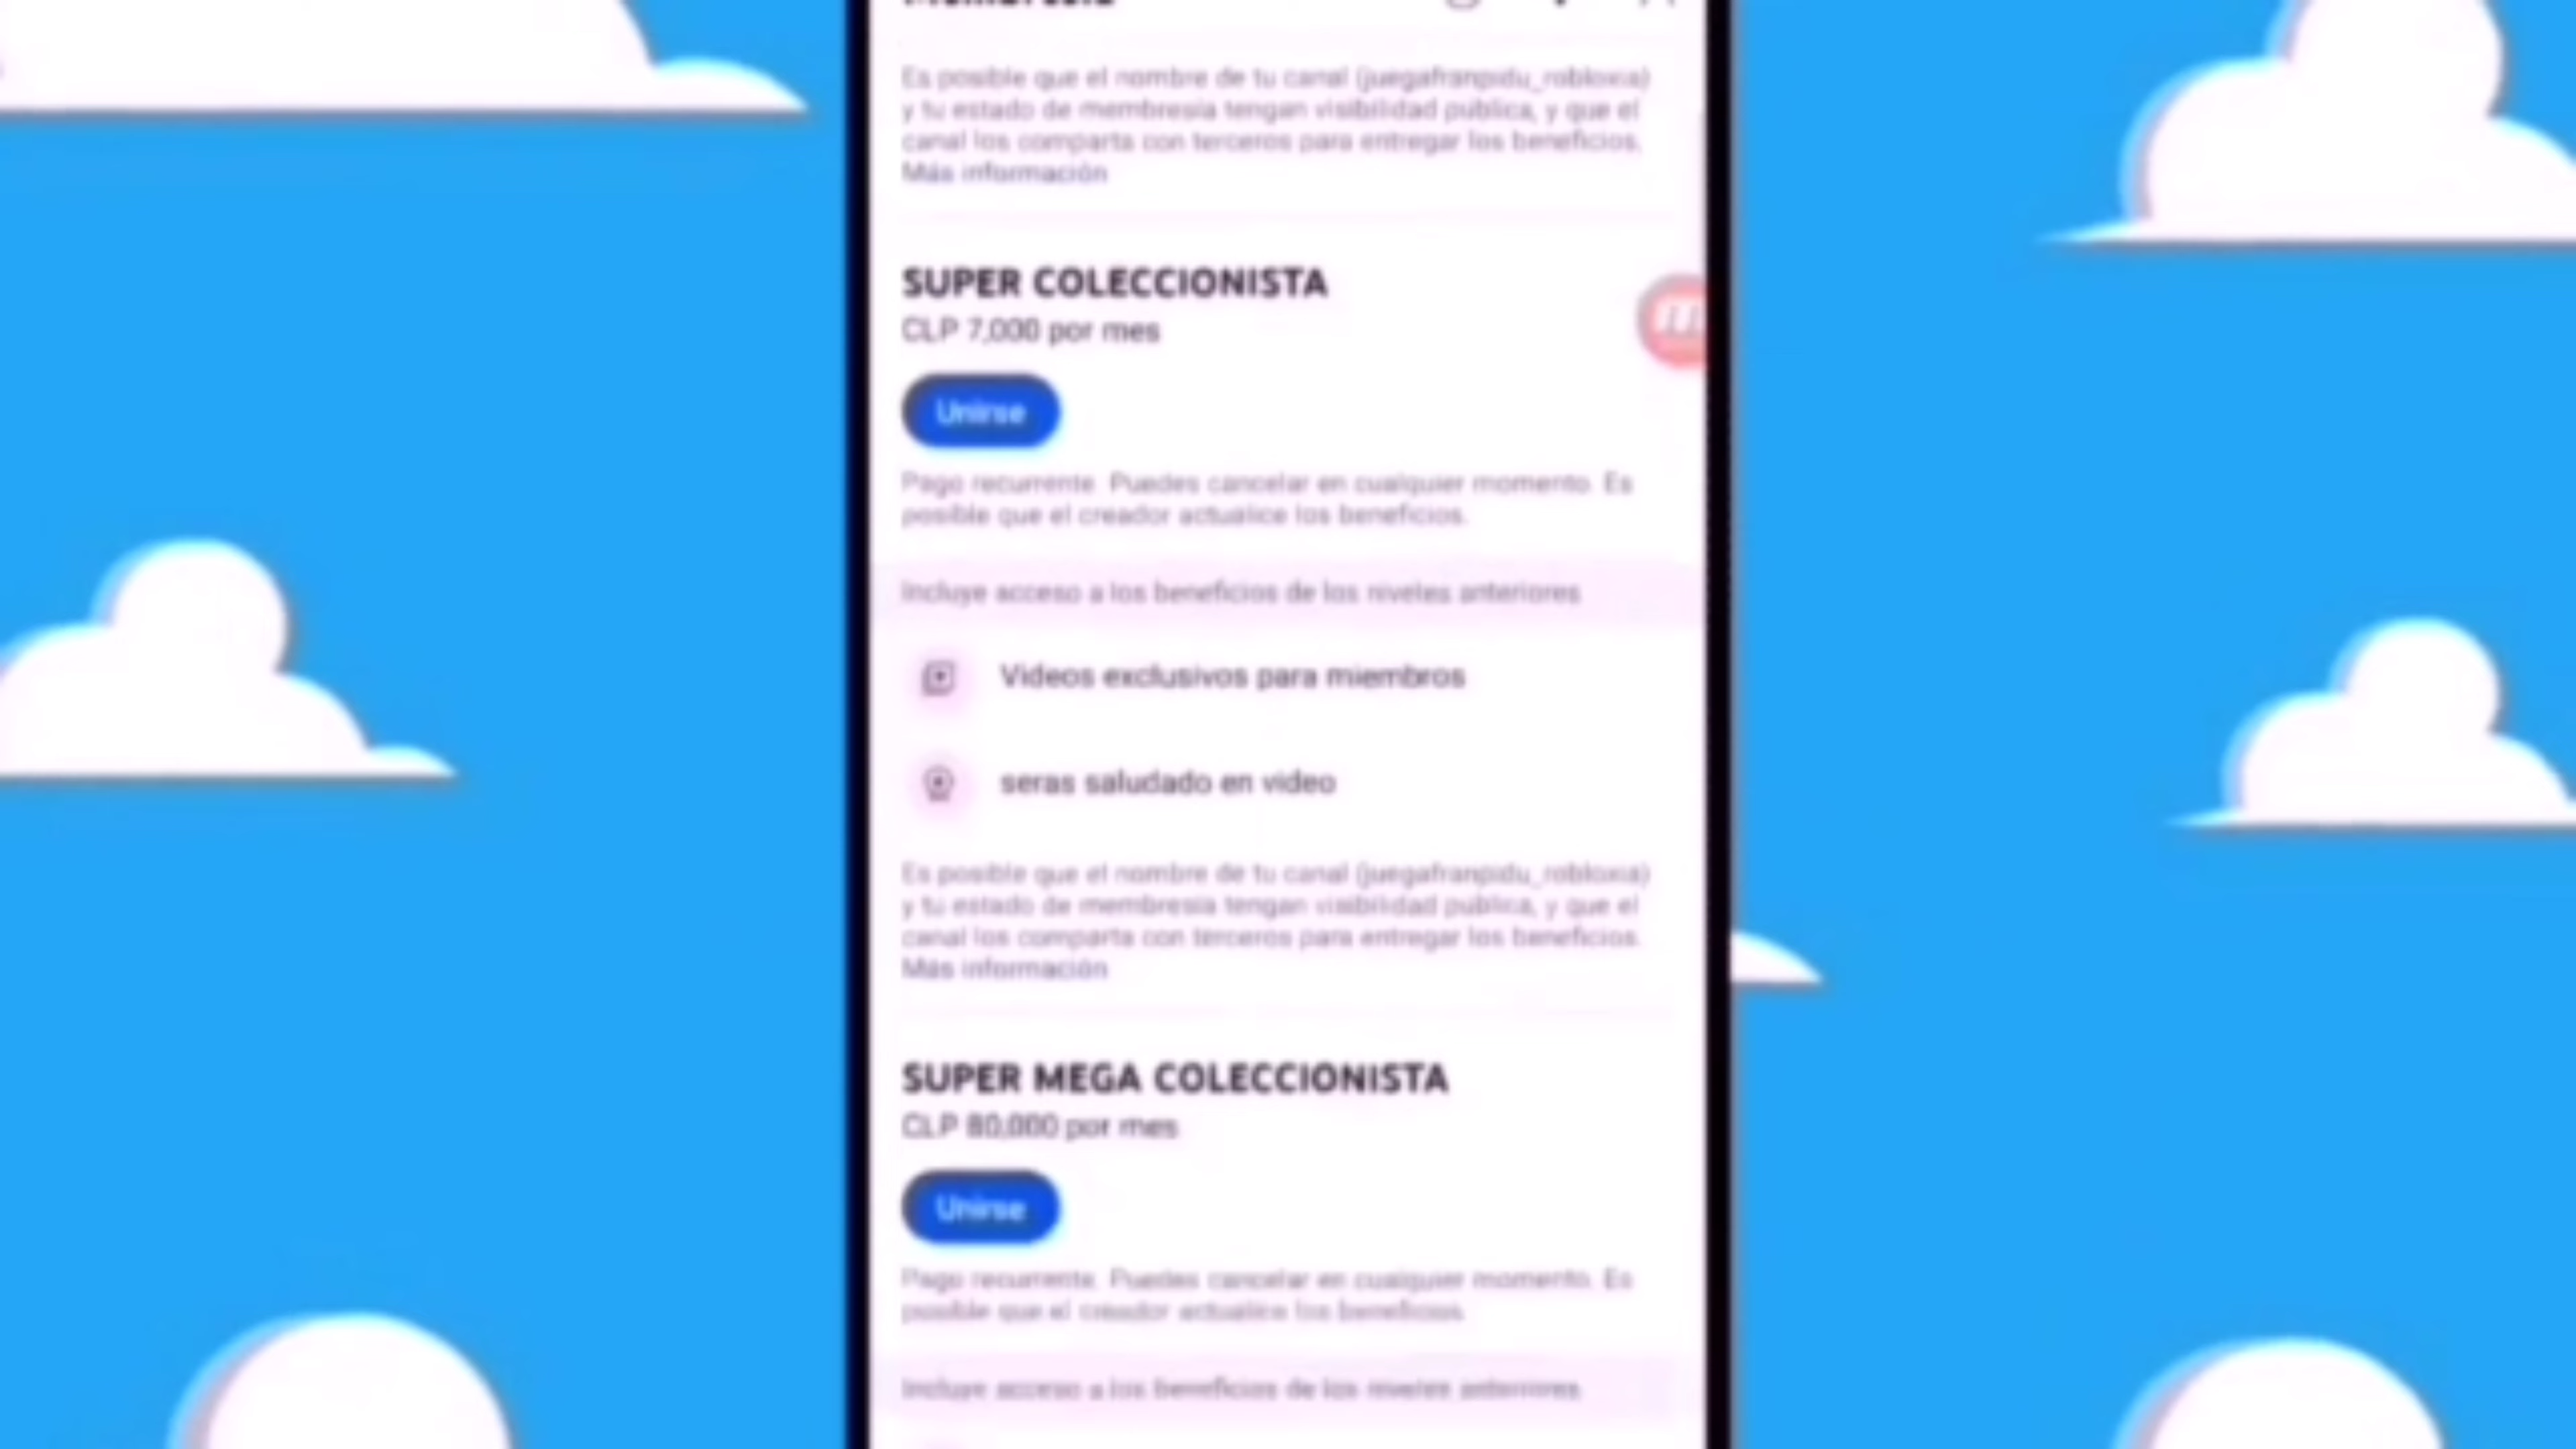 Es posible que el nombre de tu canal (juegafranpidu_robloxia)
y tu estado de membresía tengan visibilidad pública, y que el
canal los comparta con terceros para entregar los beneficios.
Más información
SUPER COLECCIONISTA
CLP 7,000 por mes
Unirse
Pago recurrente. Puedes cancelar en cualquier momento. Es
posible que el creador actualice los beneficios.
Incluye acceso a los beneficios de los niveles anteriores
Videos exclusivos para miembros
seras saludado en video
Es posible que el nombre de tu canal (juegafranpidu_robloxia)
y tu estado de membresía tengan visibilidad pública, y que el
canal los comparta con terceros para entregar los beneficios.
Más información
SUPER MEGA COLECCIONISTA
CLP 80,000 por mes
Unirse
Pago recurrente. Puedes cancelar en cualquier momento. Es
posible que el creador actualice los beneficios.
Incluye acceso a los beneficios de los niveles anteriores